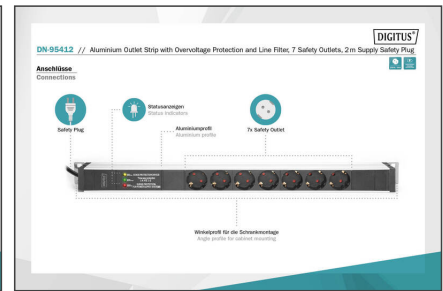 DIGITUS®
DN-95412 // Aluminium Outlet Strip with Overvoltage Protection and Line Filter, 7 Safety Outlets, 2 m Supply Safety Plug
Anschlüsse
Connections
Statusanzeigen
Status indicators
Safety Plug
Aluminiumprofil
Aluminium profile
7x Safety Outlet
Winkelprofil für die Schrankmontage
Angle profile for cabinet mounting